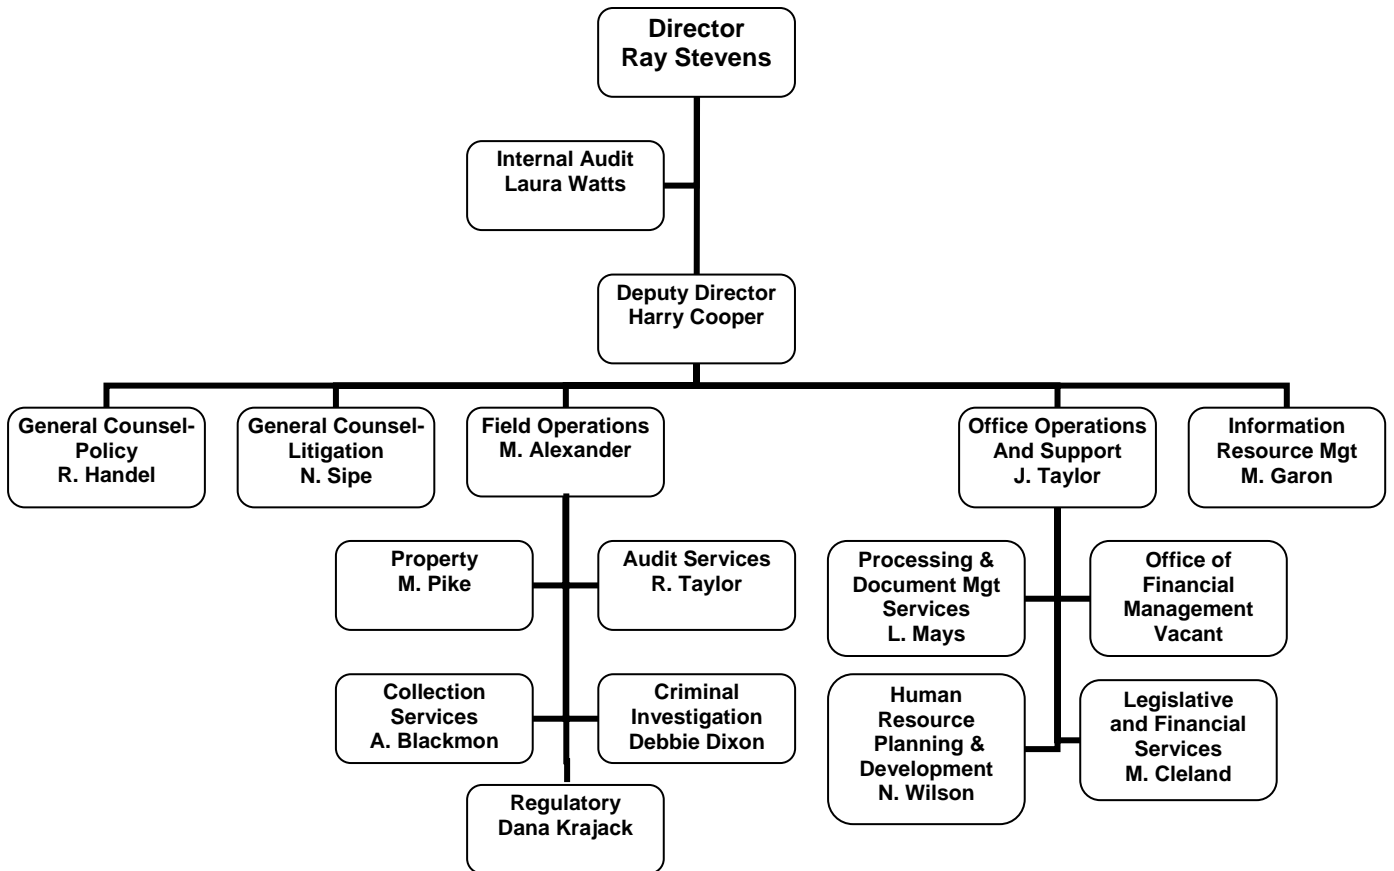 Director
Ray Stevens
Internal Audit
Laura Watts
Deputy Director
Harry Cooper
General Counsel-
Policy
R. Handel
General Counsel-
Litigation
N. Sipe
Field Operations
M. Alexander
Office Operations
And Support
J. Taylor
Information
Resource Mgt
M. Garon
Property
M. Pike
Audit Services
R. Taylor
Processing &
Document Mgt
Services
L. Mays
Office of
Financial
Management
Vacant
Collection
Services
A. Blackmon
Criminal
Investigation
Debbie Dixon
Human
Resource
Planning &
Development
N. Wilson
Legislative
and Financial
Services
M. Cleland
Regulatory
Dana Krajack